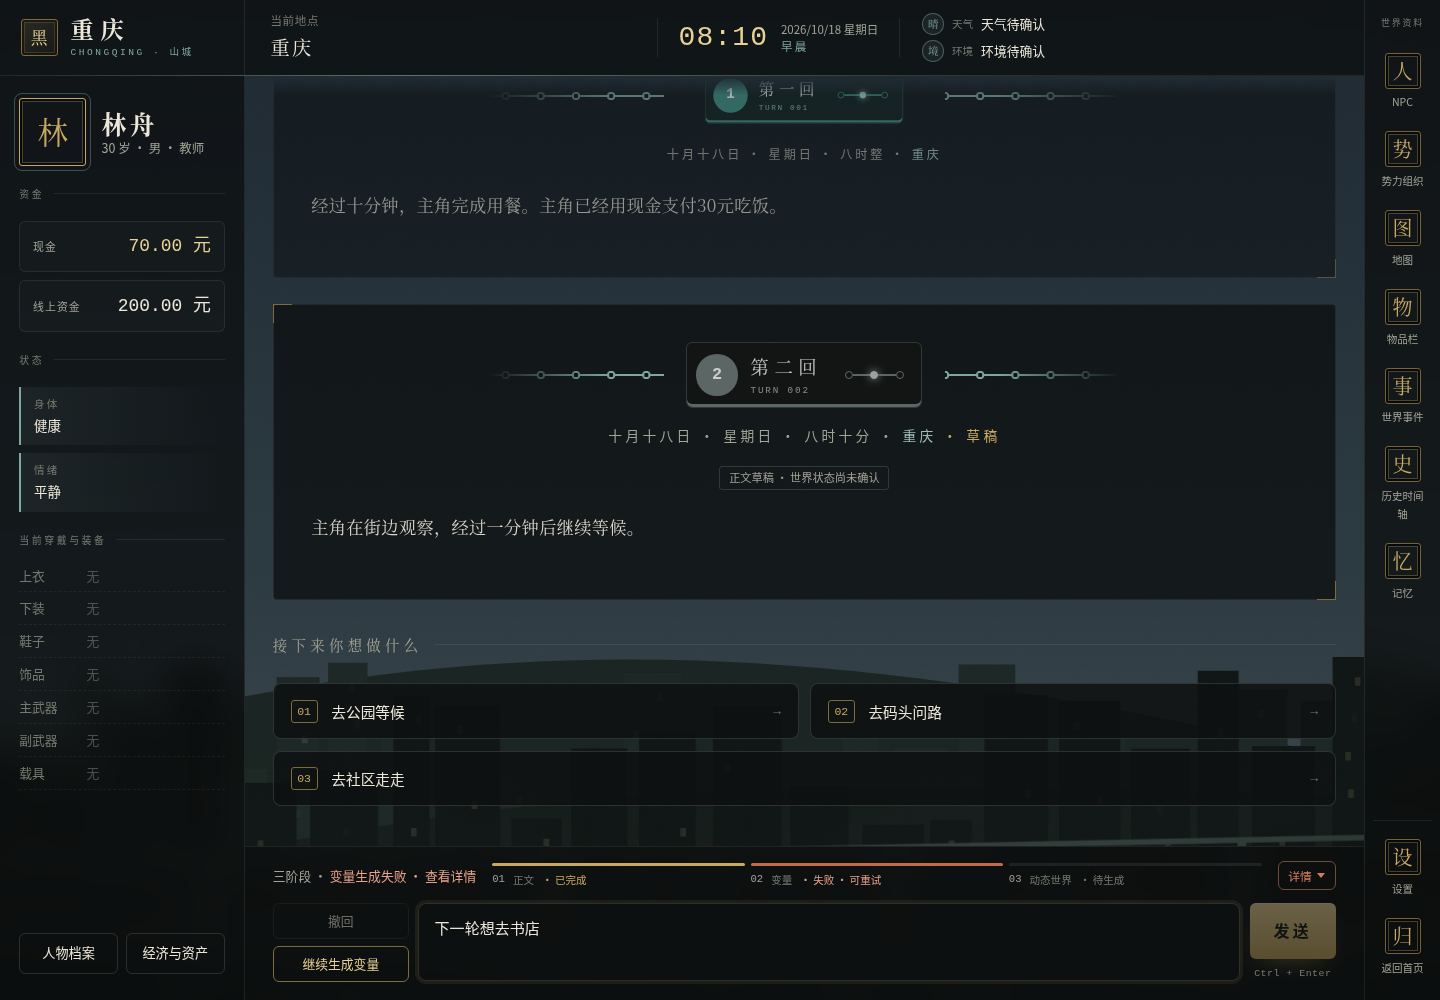 黑
重庆
CHONGQING · 山城
当前地点
重庆
08:10
2026/10/18 星期日
早晨
晴 天气 天气待确认
境 环境 环境待确认
林
林舟
30 岁 · 男 · 教师
资金
现金 70.00 元
线上资金 200.00 元
状态
身体
健康
情绪
平静
当前穿戴与装备
上衣 无
下装 无
鞋子 无
饰品 无
主武器 无
副武器 无
载具 无
人物档案
经济与资产
1 第一回
TURN 001
十月十八日 · 星期日 · 八时整 · 重庆
经过十分钟，主角完成用餐。主角已经用现金支付30元吃饭。
2 第二回
TURN 002
十月十八日 · 星期日 · 八时十分 · 重庆 · 草稿
正文草稿 · 世界状态尚未确认
主角在街边观察，经过一分钟后继续等候。
接下来你想做什么
01 去公园等候 →
02 去码头问路 →
03 去社区走走 →
三阶段 · 变量生成失败 · 查看详情
01 正文 · 已完成
02 变量 · 失败 · 可重试
03 动态世界 · 待生成
详情
撤回
继续生成变量
下一轮想去书店
发送
Ctrl + Enter
世界资料
人
NPC
势
势力组织
图
地图
物
物品栏
事
世界事件
史
历史时间
轴
忆
记忆
设
设置
归
返回首页